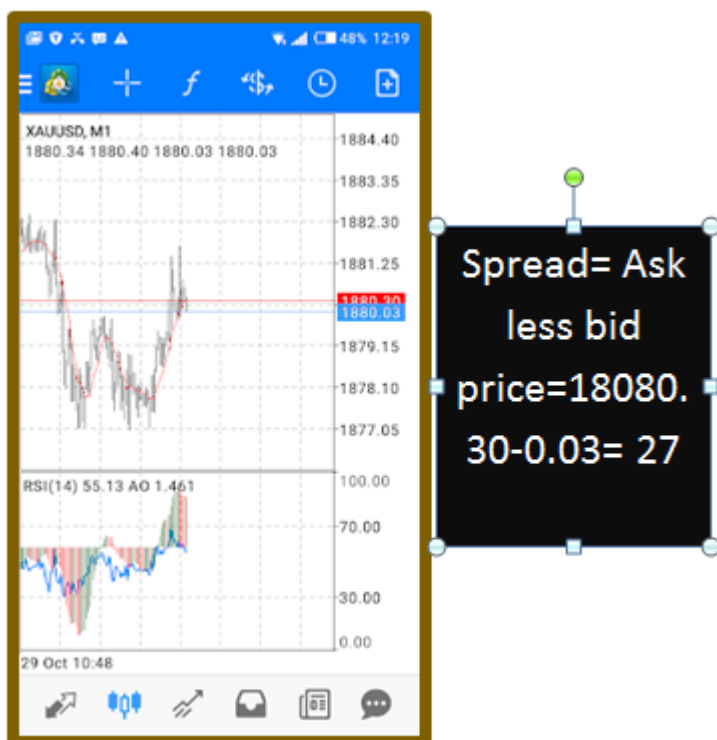 48% 12:19
XAUUSD, M1
1880.34 1880.40 1880.03 1880.03
1884.40
1883.35
1882.30
1881.25
1880.30
1880.03
1879.15
1878.10
1877.05
RSI(14) 55.13 AO 1.461
100.00
70.00
30.00
0.00
29 Oct 10:48
Spread= Ask
less bid
price=18080.
30-0.03= 27